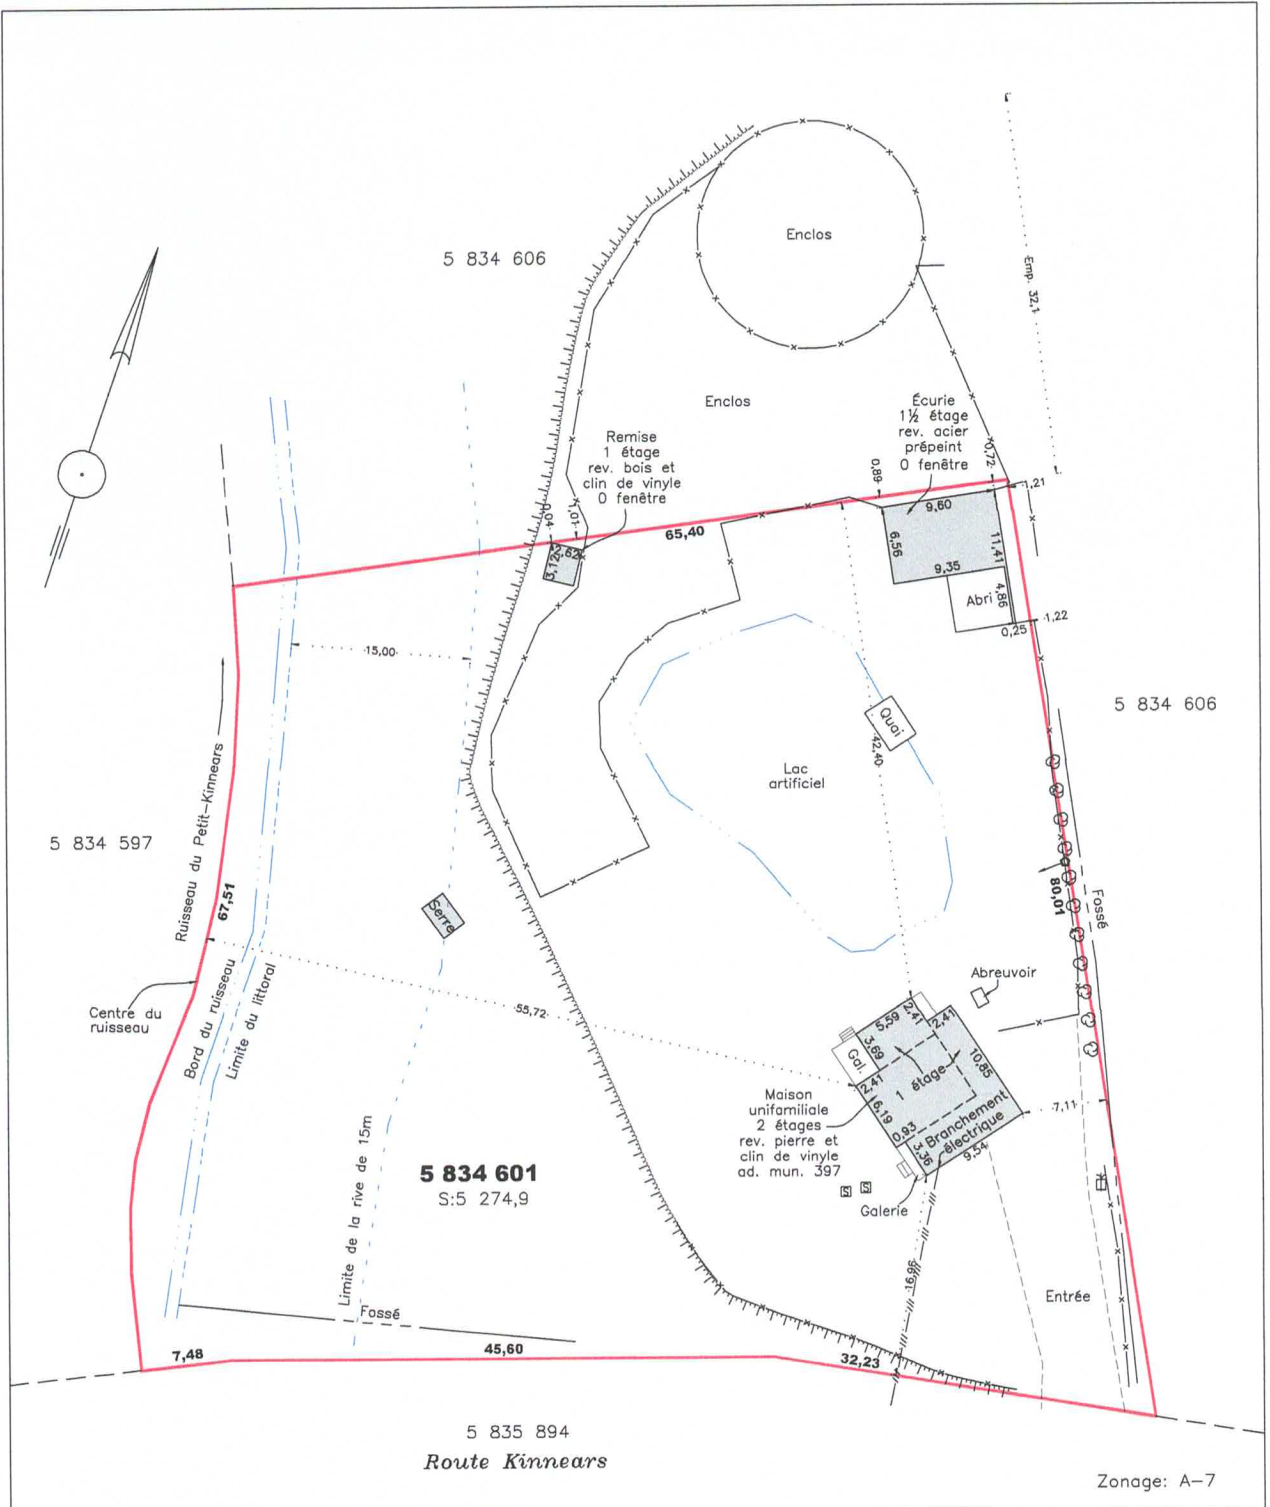 Enclos
5 834 606
Emp. 32,1
Enclos
Écurie
1½ étage
rev. acier
prépeint
0 fenêtre
Remise
1 étage
rev. bois et
clin de vinyle
0 fenêtre
0,89
0,72
1,21
0,04
1,01
65,40
9,60
2,62
3,12
6,56
11,41
9,35
4,86
Abri
0,25
1,22
15,00
5 834 606
Quai
42,40
Lac
artificiel
Ruisseau du Petit-Kinnears
5 834 597
67,51
Serre
80,01
Fossé
Bord du ruisseau
Limite du littoral
Centre du
ruisseau
55,72
Abreuvoir
5,59
2,41
2,41
3,69
Gal.
2,41
1 étage
10,85
6,19
0,93
3,36
Branchement
électrique
9,54
7,11
Maison
unifamiliale
2 étages
rev. pierre et
clin de vinyle
ad. mun. 397
S
S
Galerie
Limite de la rive de 15m
5 834 601
S:5 274,9
16,96
Entrée
Fossé
7,48
45,60
32,23
5 835 894
Route Kinnears
Zonage: A-7